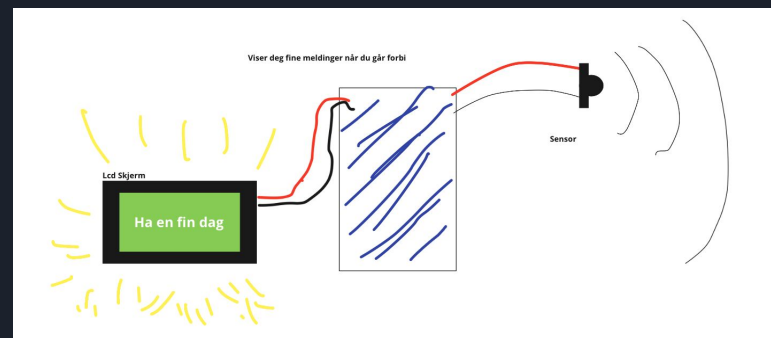 Viser deg fine meldinger når du går forbi
Sensor
Lcd Skjerm
Ha en fin dag